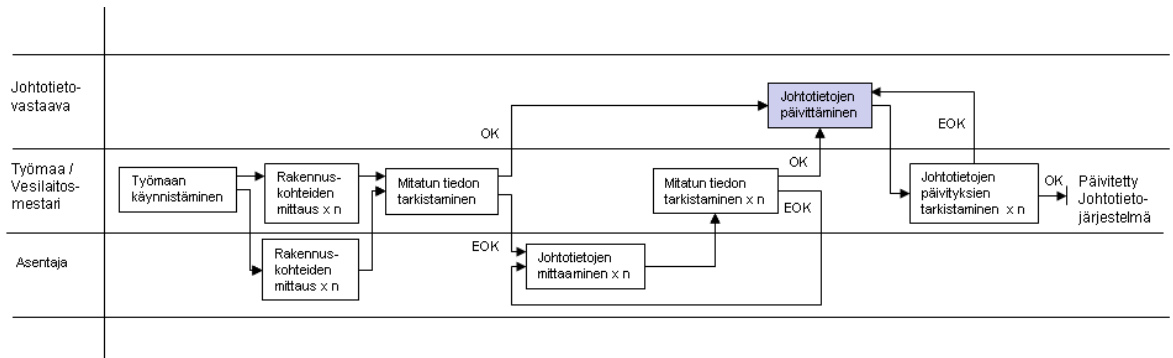 Johtotieto-
vastaava
Johtotietojen
päivittäminen
OK
EOK
Työmaa /
Vesilaitos-
mestari
Työmaan
käynnistäminen
Rakennus-
kohteiden
mittaus x n
Mitatun tiedon
tarkistaminen
Mitatun tiedon
tarkistaminen x n
OK
EOK
Johtotietojen
päivityksien
tarkistaminen x n
OK
Päivitetty
Johtotieto-
järjestelmä
Asentaja
Rakennus-
kohteiden
mittaus x n
EOK
Johtotietojen
mittaaminen x n